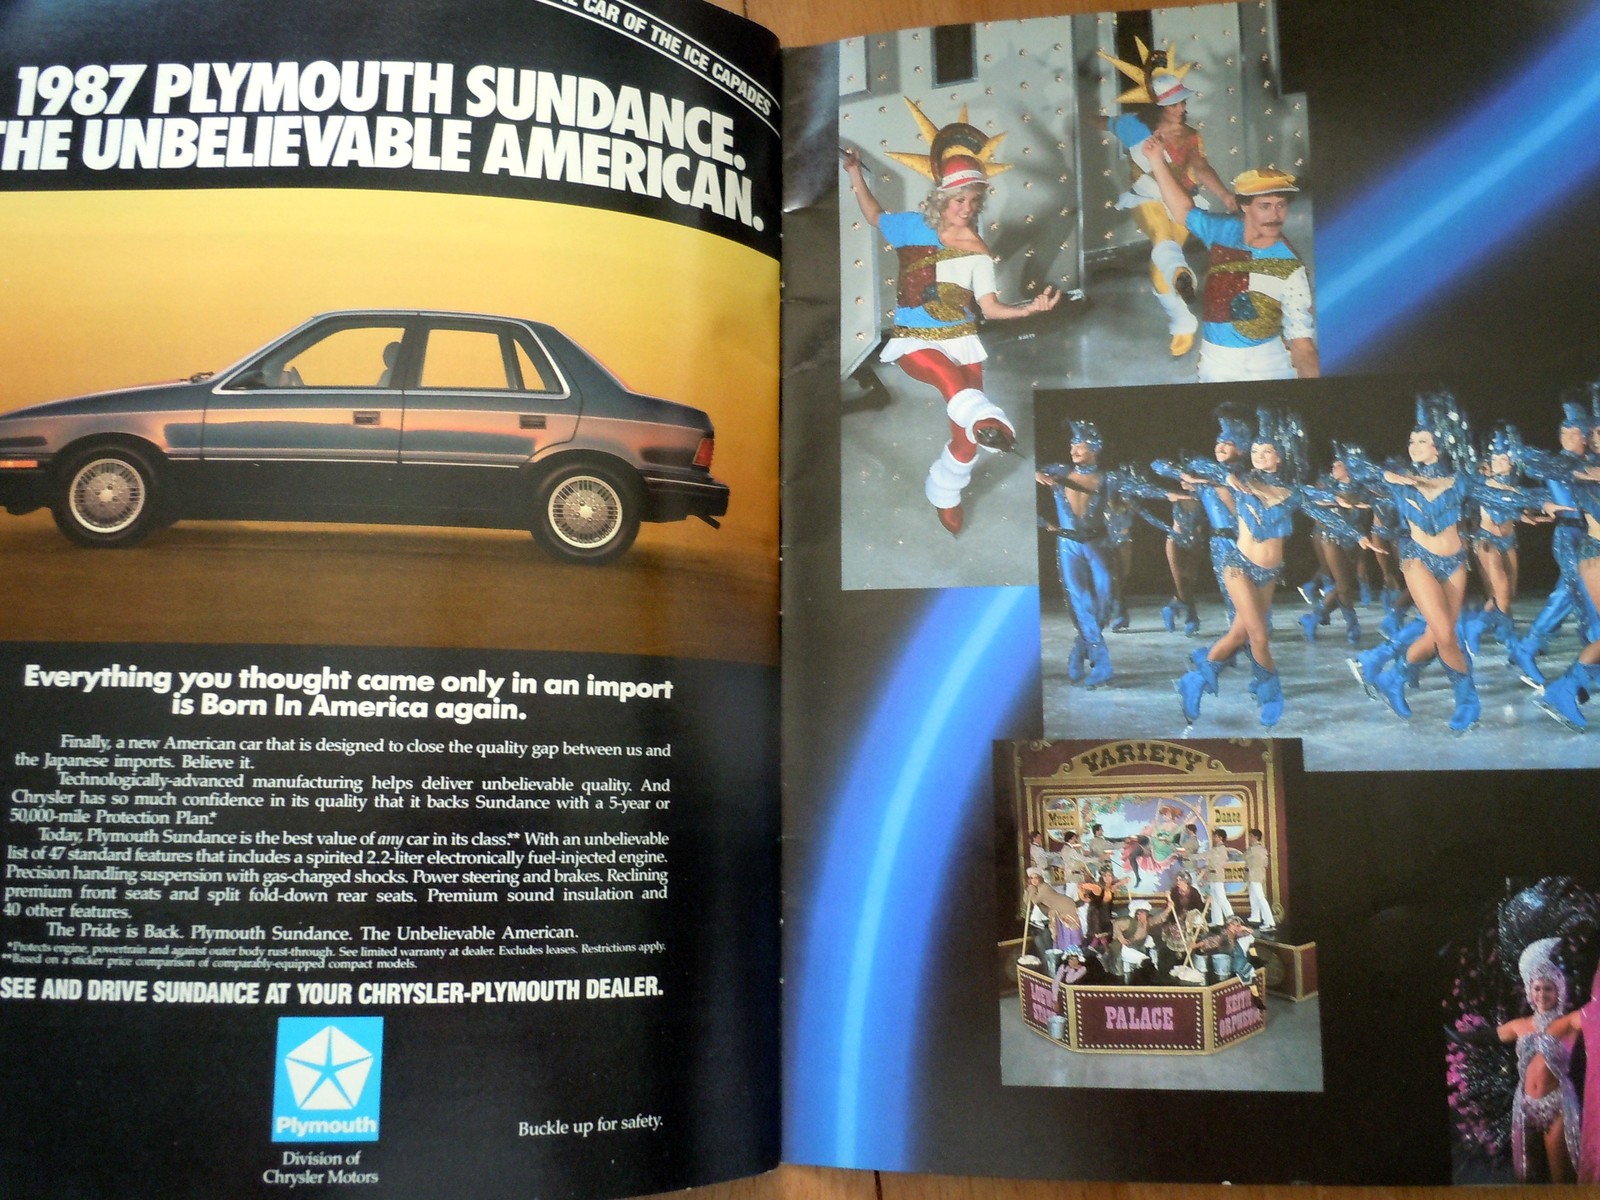 CAR OF THE ICE CAPADES
1987 PLYMOUTH SUNDANCE.
THE UNBELIEVABLE AMERICAN.
Everything you thought came only in an import
is Born In America again.
Finally, a new American car that is designed to close the quality gap between us and
the Japanese imports. Believe it.
Technologically-advanced manufacturing helps deliver unbelievable quality. And
Chrysler has so much confidence in its quality that it backs Sundance with a 5-year or
50,000-mile Protection Plan.*
Today, Plymouth Sundance is the best value of any car in its class.** With an unbelievable
list of 47 standard features that includes a spirited 2.2-liter electronically fuel-injected engine.
Precision handling suspension with gas-charged shocks. Power steering and brakes. Reclining
premium front seats and split fold-down rear seats. Premium sound insulation and
40 other features.
The Pride is Back. Plymouth Sundance. The Unbelievable American.
*Protects engine, powertrain and against outer body rust-through. See limited warranty at dealer. Excludes leases. Restrictions apply.
**Based on a sticker price comparison of comparably-equipped compact models.
SEE AND DRIVE SUNDANCE AT YOUR CHRYSLER-PLYMOUTH DEALER.
Plymouth
Division of
Chrysler Motors
Buckle up for safety.
VARIETY
Music
Dance
PALACE
KEITH